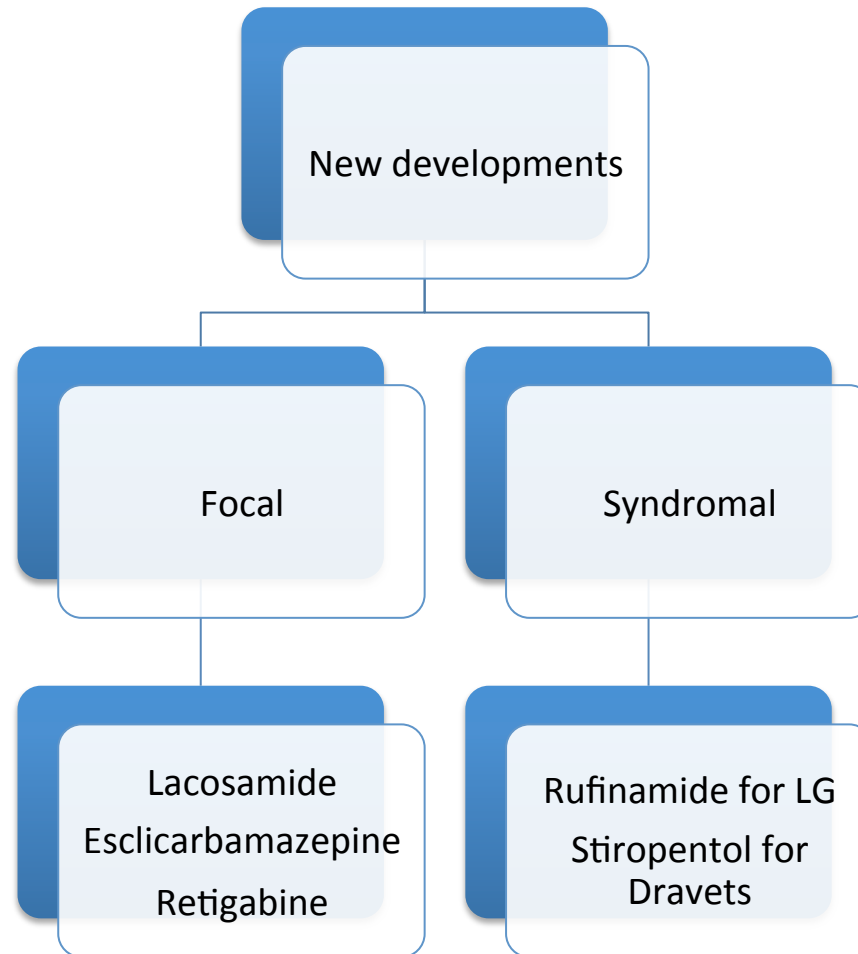 New developments
Focal
Syndromal
Lacosamide
Esclicarbamazepine
Retigabine
Rufinamide for LG
Stiropentol for
Dravets